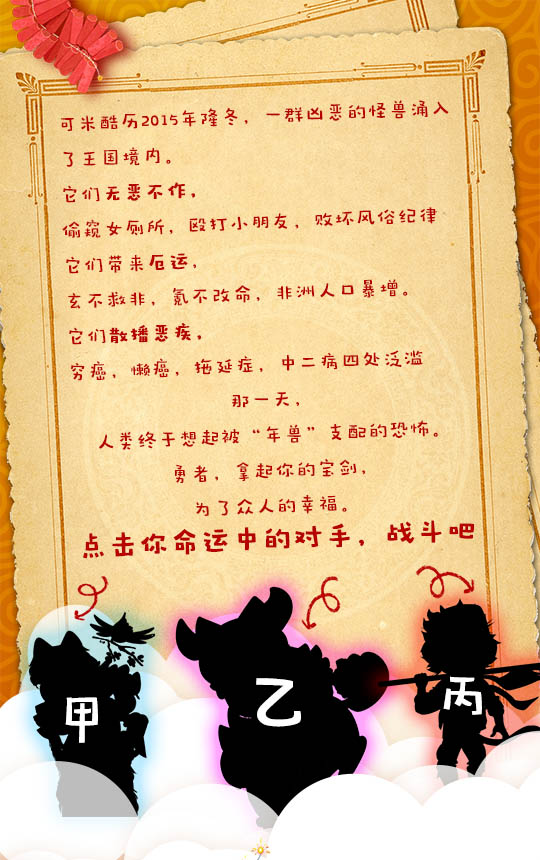 可米酷历2015年隆冬，一群凶恶的怪兽涌入
了王国境内。
它们无恶不作，
偷窥女厕所，殴打小朋友，败坏风俗纪律
它们带来厄运，
玄不救非，氪不改命，非洲人口暴增。
它们散播恶疾，
穷癌，懒癌，拖延症，中二病四处泛滥
那一天，
人类终于想起被“年兽”支配的恐怖。
勇者，拿起你的宝剑，
为了众人的幸福。
点击你命运中的对手，战斗吧
甲
乙
丙